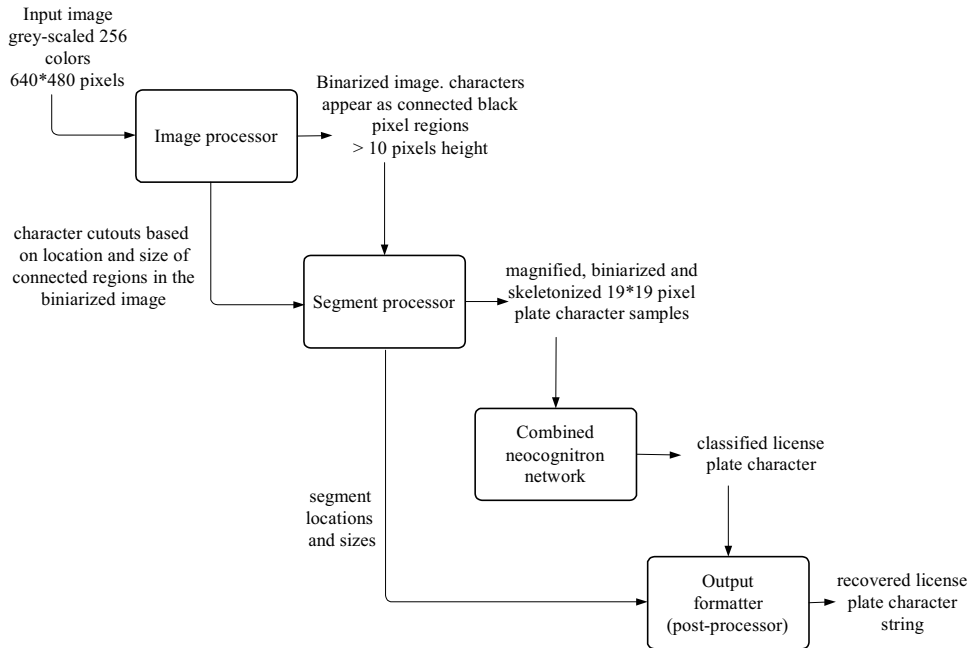 Input image
grey-scaled 256
colors
640*480 pixels
Image processor
Binarized image. characters
appear as connected black
pixel regions
> 10 pixels height
character cutouts based
on location and size of
connected regions in the
biniarized image
Segment processor
magnified, biniarized and
skeletonized 19*19 pixel
plate character samples
Combined
neocognitron
network
classified license
plate character
segment
locations
and sizes
Output
formatter
(post-processor)
recovered license
plate character
string